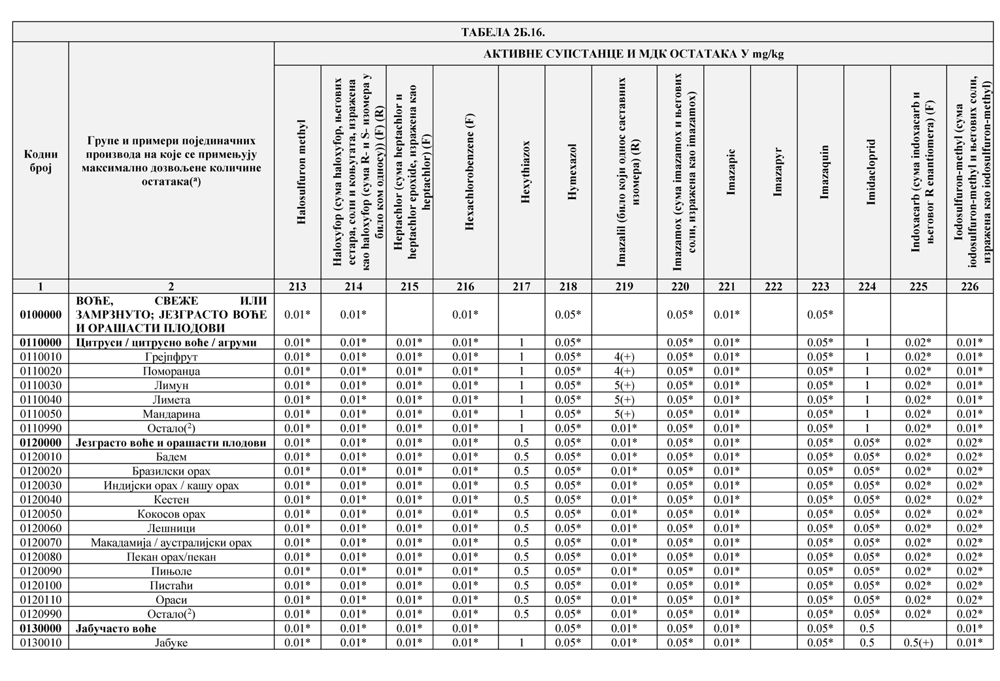 ТАБЕЛА 2Б.16.
Кодни број
Групе и примери појединачних производа на које се примењују максимално дозвољене количине остатака(ᵃ)
АКТИВНЕ СУПСТАНЦЕ И МДК ОСТАТАКА У mg/kg
Halosulfuron methyl
Haloxyfop (сума haloxyfop, његових естара, соли и коњугата, изражена као haloxyfop (сума R- и S- изомера у било ком односу)) (F) (R)
Heptachlor (сума heptachlor и heptachlor epoxide, изражена као heptachlor) (F)
Hexachlorobenzene (F)
Hexythiazox
Hymexazol
Imazalil (било који однос саставних изомера) (R)
Imazamox (сума imazamox и његових соли, изражена као imazamox)
Imazapic
Imazapyr
Imazaquin
Imidacloprid
Indoxacarb (сума indoxacarb и његовог R enantiomera) (F)
Iodosulfuron-methyl (сума iodosulfuron-methyl и његових соли, изражена као iodosulfuron-methyl)
1 2 213 214 215 216 217 218 219 220 221 222 223 224 225 226
0100000 ВОЋЕ, СВЕЖЕ ИЛИ ЗАМРЗНУТО; ЈЕЗГРАСТО ВОЋЕ И ОРАШАСТИ ПЛОДОВИ 0.01* 0.01* 0.01* 0.05* 0.05* 0.01* 0.05*
0110000 Цитруси / цитрусно воће / агруми 0.01* 0.01* 0.01* 0.01* 1 0.05* 0.05* 0.01* 0.05* 1 0.02* 0.01*
0110010 Грејпфрут 0.01* 0.01* 0.01* 0.01* 1 0.05* 4(+) 0.05* 0.01* 0.05* 1 0.02* 0.01*
0110020 Поморанџа 0.01* 0.01* 0.01* 0.01* 1 0.05* 4(+) 0.05* 0.01* 0.05* 1 0.02* 0.01*
0110030 Лимун 0.01* 0.01* 0.01* 0.01* 1 0.05* 5(+) 0.05* 0.01* 0.05* 1 0.02* 0.01*
0110040 Лимета 0.01* 0.01* 0.01* 0.01* 1 0.05* 5(+) 0.05* 0.01* 0.05* 1 0.02* 0.01*
0110050 Мандарина 0.01* 0.01* 0.01* 0.01* 1 0.05* 5(+) 0.05* 0.01* 0.05* 1 0.02* 0.01*
0110990 Остало(²) 0.01* 0.01* 0.01* 0.01* 1 0.05* 0.01* 0.05* 0.01* 0.05* 1 0.02* 0.01*
0120000 Језграсто воће и орашасти плодови 0.01* 0.01* 0.01* 0.01* 0.5 0.05* 0.01* 0.05* 0.01* 0.05* 0.05* 0.02* 0.02*
0120010 Бадем 0.01* 0.01* 0.01* 0.01* 0.5 0.05* 0.01* 0.05* 0.01* 0.05* 0.05* 0.02* 0.02*
0120020 Бразилски орах 0.01* 0.01* 0.01* 0.01* 0.5 0.05* 0.01* 0.05* 0.01* 0.05* 0.05* 0.02* 0.02*
0120030 Индијски орах / кашу орах 0.01* 0.01* 0.01* 0.01* 0.5 0.05* 0.01* 0.05* 0.01* 0.05* 0.05* 0.02* 0.02*
0120040 Кестен 0.01* 0.01* 0.01* 0.01* 0.5 0.05* 0.01* 0.05* 0.01* 0.05* 0.05* 0.02* 0.02*
0120050 Кокосов орах 0.01* 0.01* 0.01* 0.01* 0.5 0.05* 0.01* 0.05* 0.01* 0.05* 0.05* 0.02* 0.02*
0120060 Лешници 0.01* 0.01* 0.01* 0.01* 0.5 0.05* 0.01* 0.05* 0.01* 0.05* 0.05* 0.02* 0.02*
0120070 Макадамија / аустралијски орах 0.01* 0.01* 0.01* 0.01* 0.5 0.05* 0.01* 0.05* 0.01* 0.05* 0.05* 0.02* 0.02*
0120080 Пекан орах/пекан 0.01* 0.01* 0.01* 0.01* 0.5 0.05* 0.01* 0.05* 0.01* 0.05* 0.05* 0.02* 0.02*
0120090 Пињоле 0.01* 0.01* 0.01* 0.01* 0.5 0.05* 0.01* 0.05* 0.01* 0.05* 0.05* 0.02* 0.02*
0120100 Пистаћи 0.01* 0.01* 0.01* 0.01* 0.5 0.05* 0.01* 0.05* 0.01* 0.05* 0.05* 0.02* 0.02*
0120110 Ораси 0.01* 0.01* 0.01* 0.01* 0.5 0.05* 0.01* 0.05* 0.01* 0.05* 0.05* 0.02* 0.02*
0120990 Остало(²) 0.01* 0.01* 0.01* 0.01* 0.5 0.05* 0.01* 0.05* 0.01* 0.05* 0.05* 0.02* 0.02*
0130000 Јабучасто воће 0.01* 0.01* 0.01* 0.01* 0.05* 0.01* 0.05* 0.01* 0.05* 0.5 0.01*
0130010 Јабуке 0.01* 0.01* 0.01* 0.01* 1 0.05* 0.01* 0.05* 0.01* 0.05* 0.5 0.5(+) 0.01*